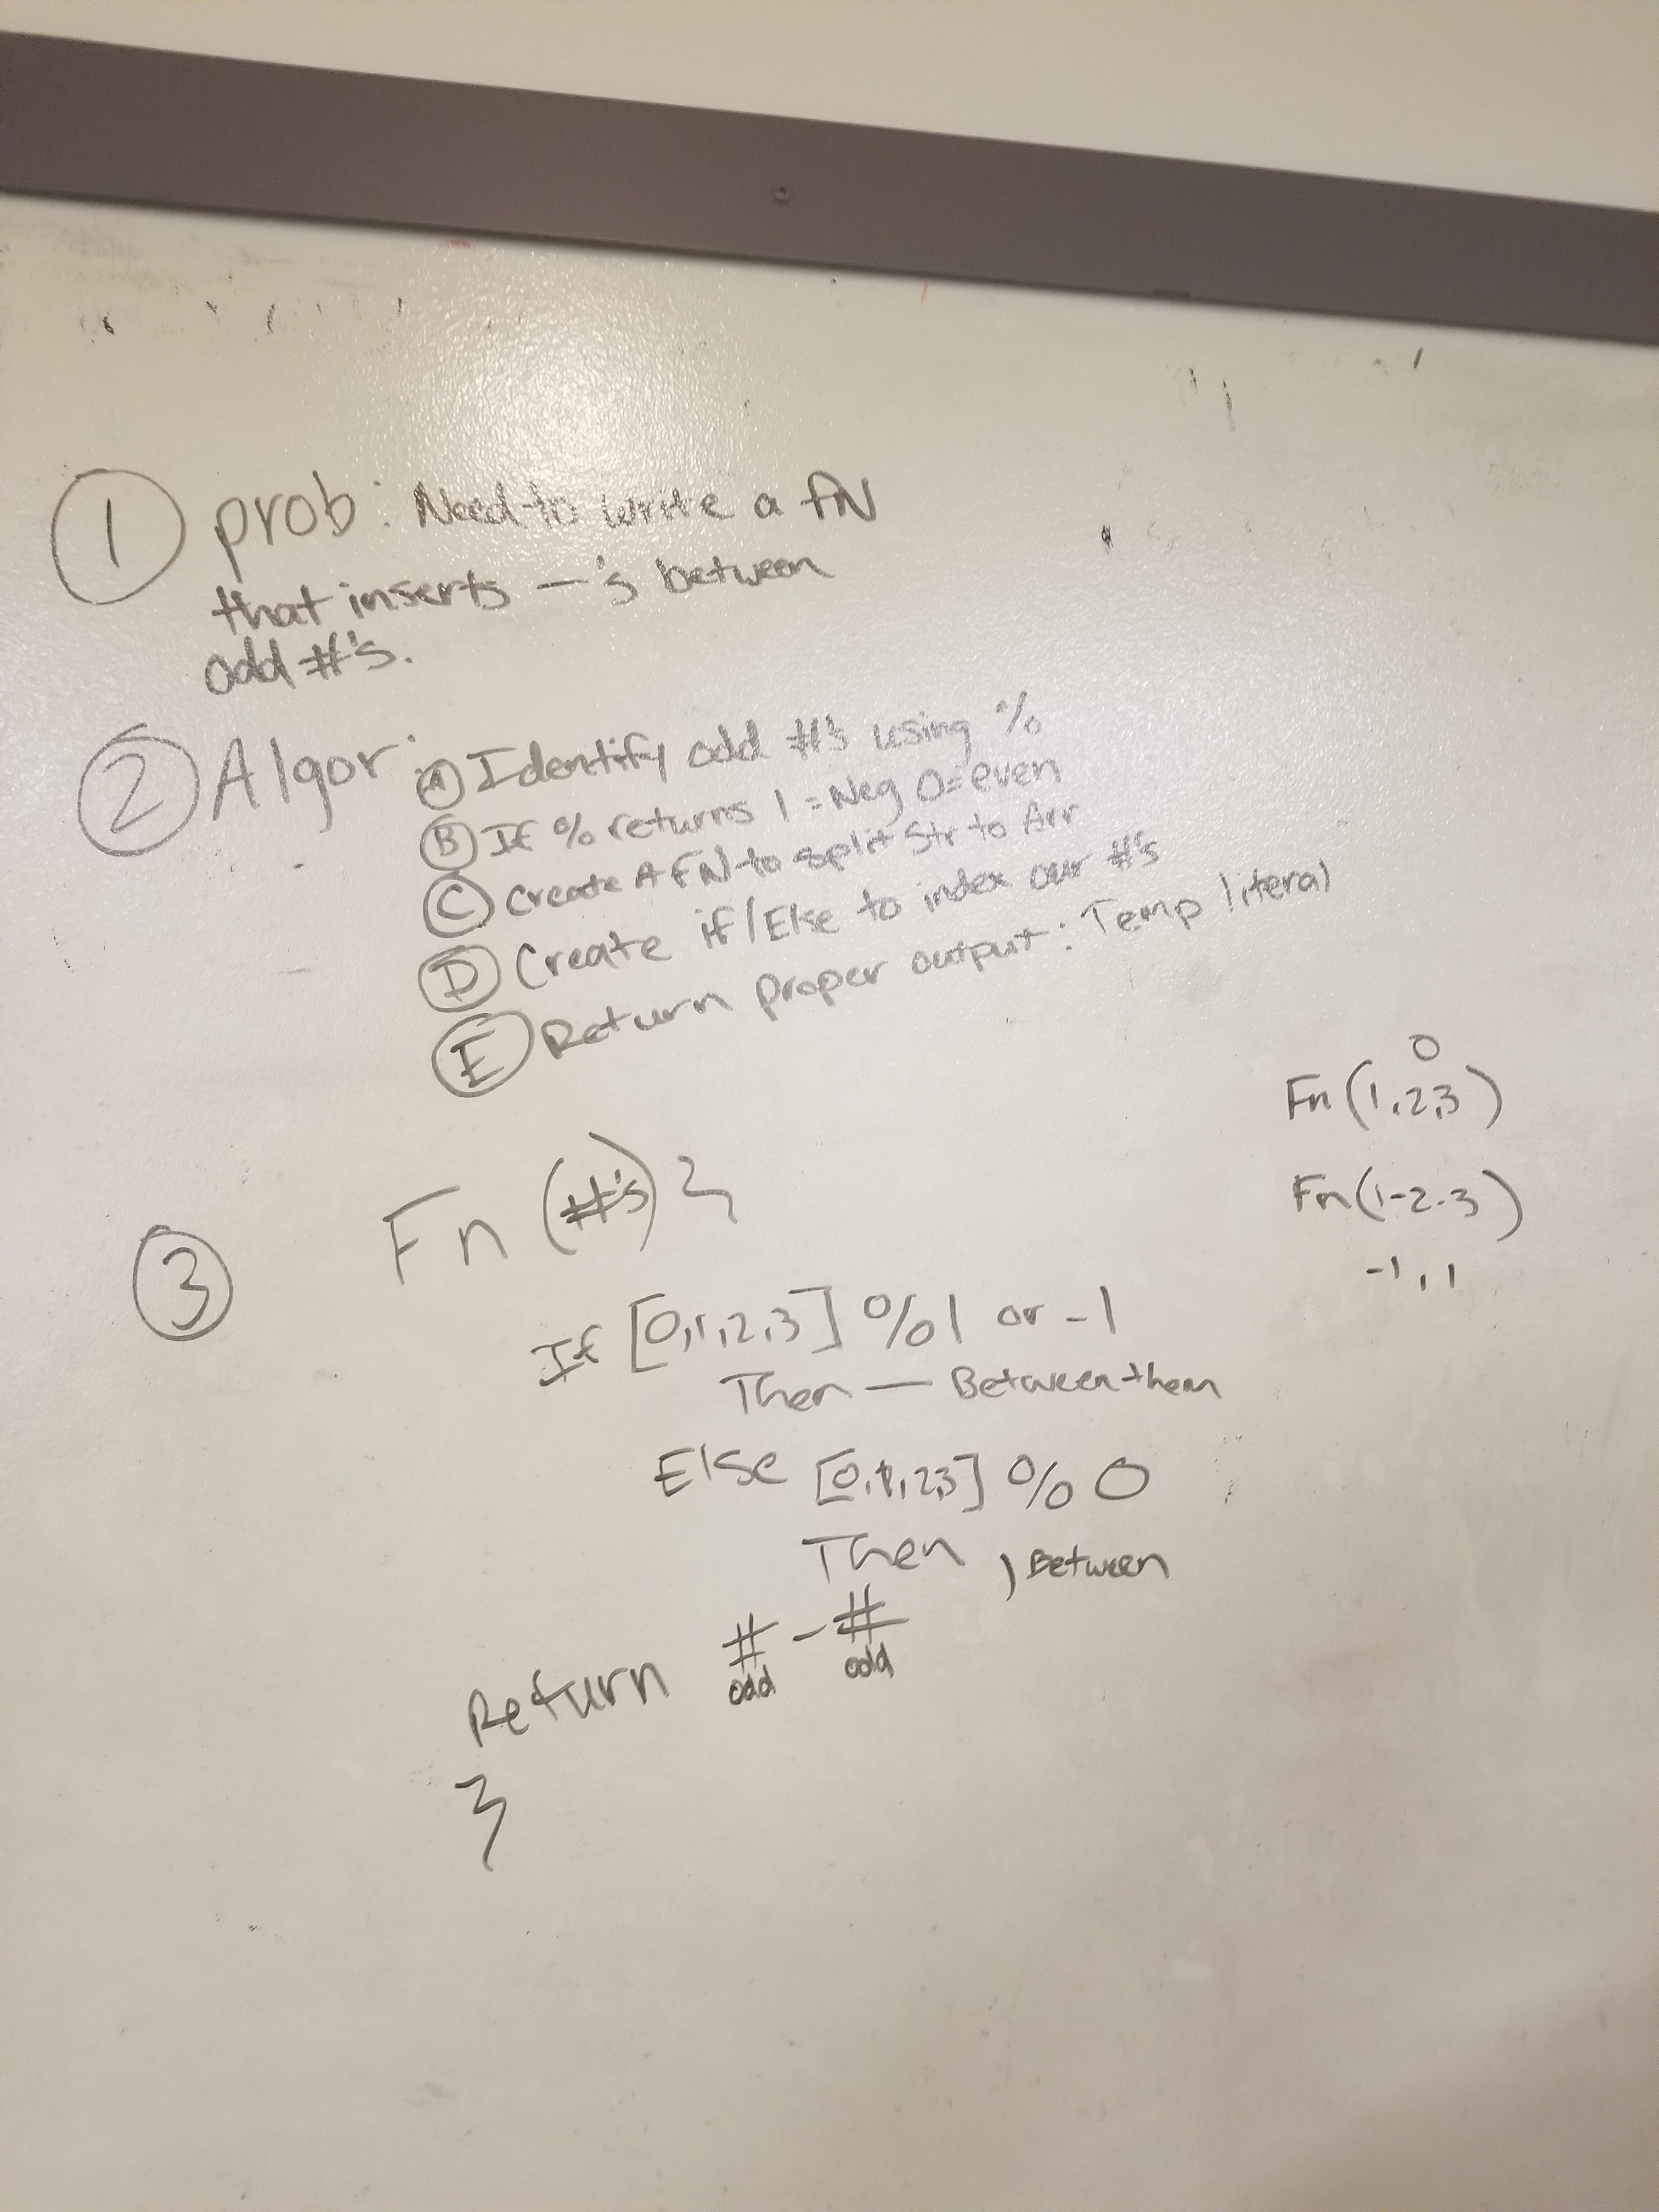 ① prob: Need to write a fN
that inserts —'s between
odd #'s.
② Algor: Ⓐ Identify odd #'s using %
Ⓑ If % returns 1 = Neg 0=even
Ⓒ Create A FN to split Str to Arr
Ⓓ Create if/Else to index our #'s
Ⓔ Return proper output: Temp literal
0
Fn (1,2,3)
Fn (1-2-3)
-1,1
③ Fn (#'s) {
If [0,1,2,3] % 1 or -1
Then — Between them
Else [0,1,2,3] % 0
Then , Between
Return # - #
odd odd
}